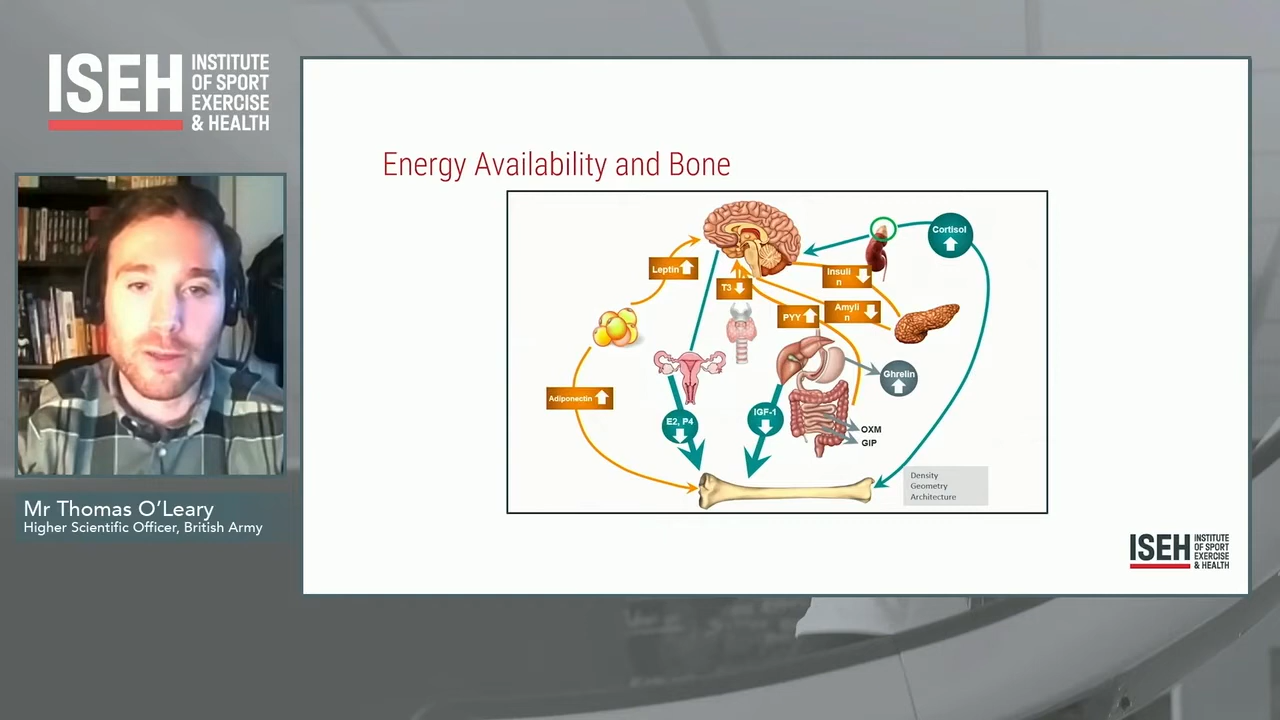 ISEH
INSTITUTE
OF SPORT
EXERCISE
& HEALTH
Mr Thomas O'Leary
Higher Scientific Officer, British Army
Energy Availability and Bone
Cortisol
Leptin
Insuli
n
T3
Amyli
n
PYY
Ghrelin
Adiponectin
E2, P4
IGF-1
OXM
GIP
Density
Geometry
Architecture
ISEH
INSTITUTE
OF SPORT
EXERCISE
& HEALTH